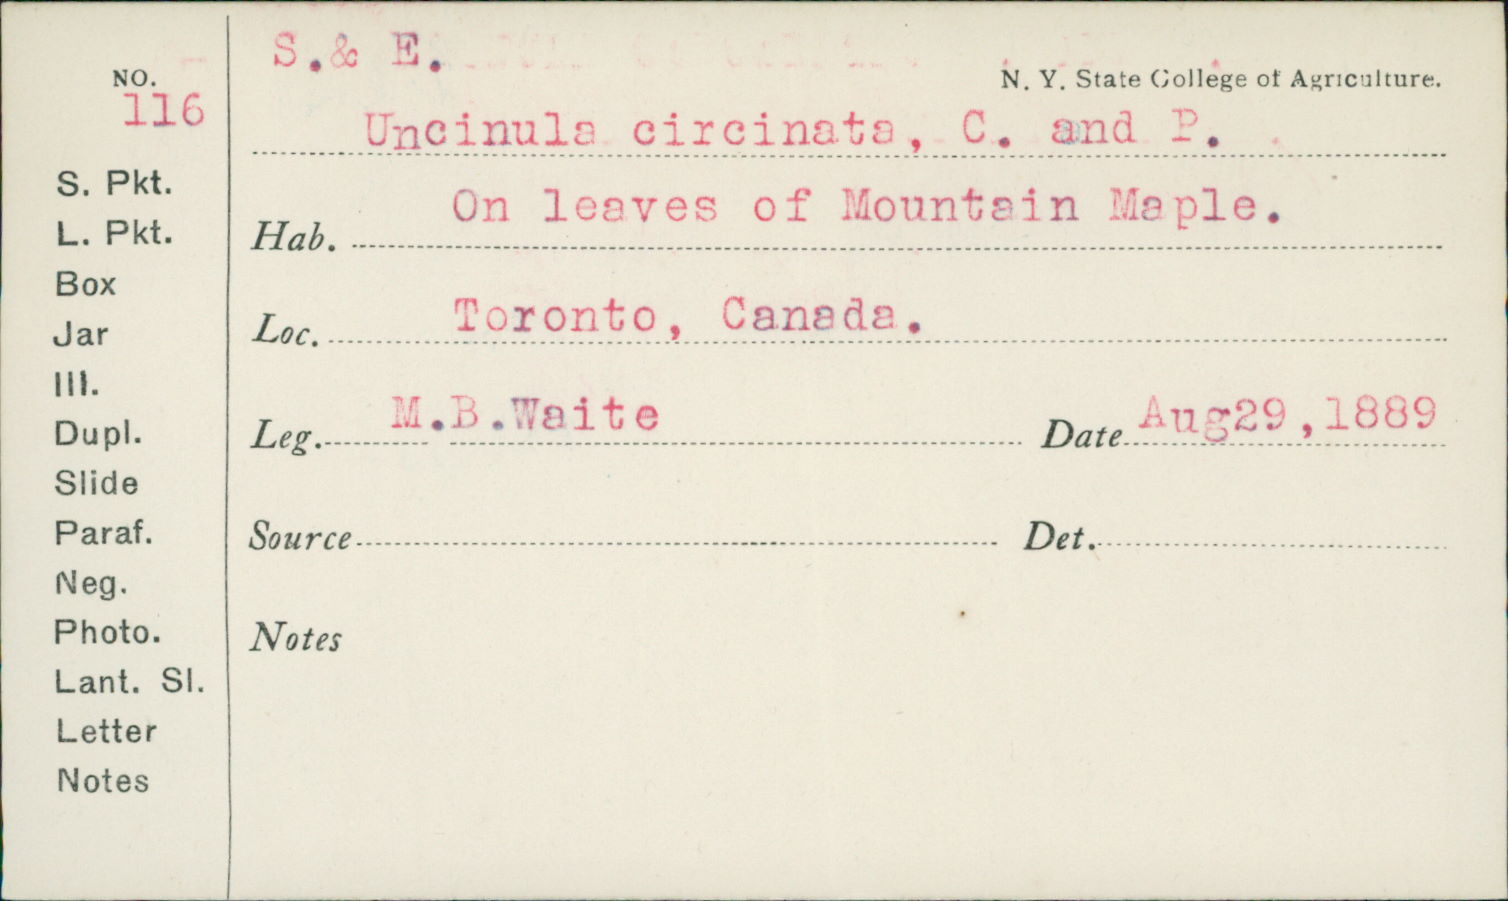 S.& E.
NO.
N. Y. State College of Agriculture.
116
Uncinula circinata, C. and P.
S. Pkt.
On leaves of Mountain Maple.
L. Pkt.
Hab.
Box
Toronto, Canada.
Jar
Loc.
Ill.
M.B.Waite
Aug29,1889
Dupl.
Leg.
Date
Slide
Paraf.
Source
Det.
Neg.
Photo.
Notes
Lant. Sl.
Letter
Notes